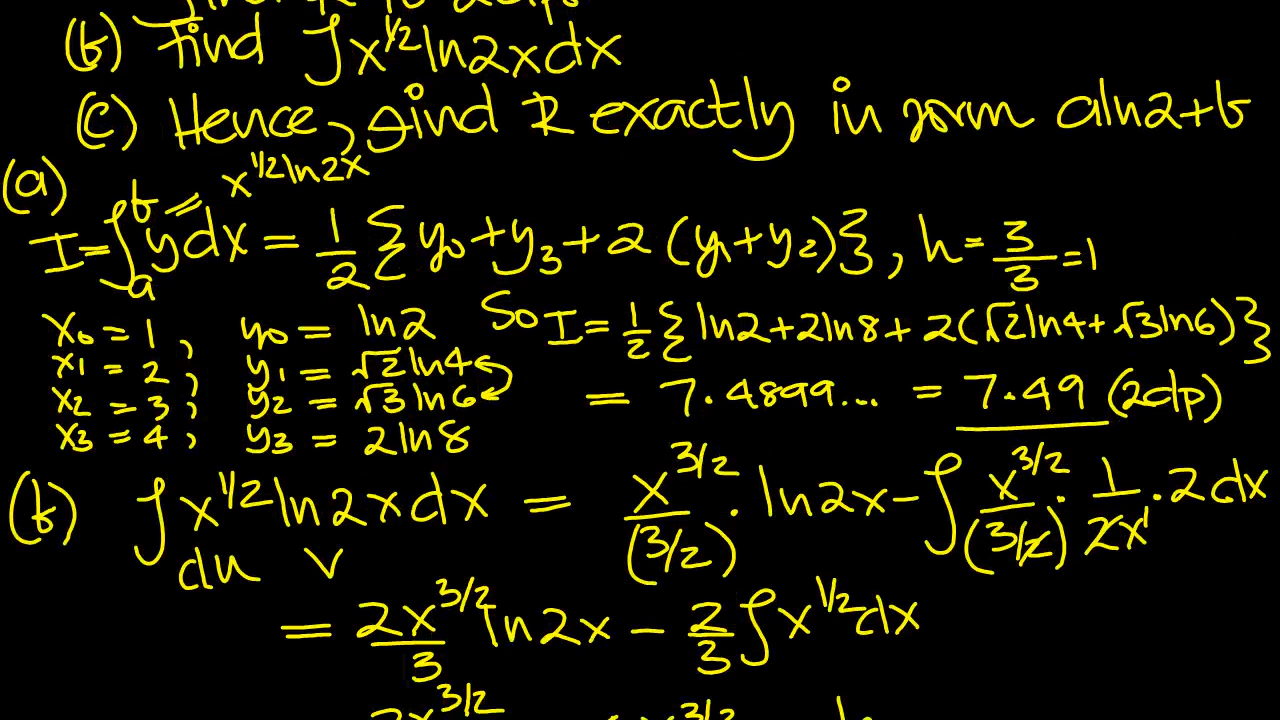 (b) Find ∫x^1/2 ln2x dx
(c) Hence, find R exactly in form aln2+b
(a) x^1/2 ln2x
I = ∫_a^b y dx = 1/2 {y0 + y3 + 2(y1 + y2)}, h = 3/3 = 1
x0 = 1, y0 = ln2 So I = 1/2 {ln2 + 2ln8 + 2(√2 ln4 + √3 ln6)}
x1 = 2, y1 = √2 ln4
x2 = 3, y2 = √3 ln6 = 7.4899... = 7.49 (2dp)
x3 = 4, y3 = 2ln8
(b) ∫x^1/2 ln2x dx = x^3/2/(3/2) . ln2x - ∫ x^3/2/(3/2) . 1/2x . 2dx
du v
= 2x^3/2/3 ln2x - 2/3 ∫x^1/2 dx